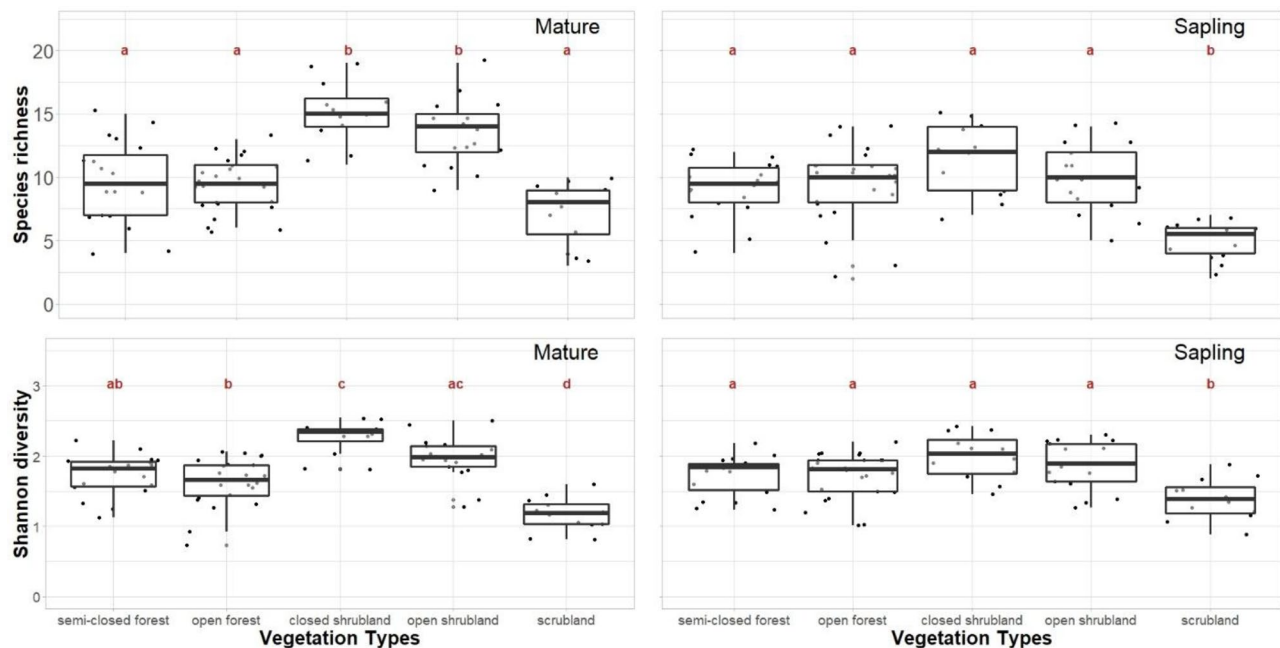 Mature
Sapling
Species richness
20
15
10
5
0
a a b b a
a a a a b
Mature
Sapling
Shannon diversity
3
2
1
0
ab b c ac d
a a a a b
semi-closed forest open forest closed shrubland open shrubland scrubland
semi-closed forest open forest closed shrubland open shrubland scrubland
Vegetation Types
Vegetation Types